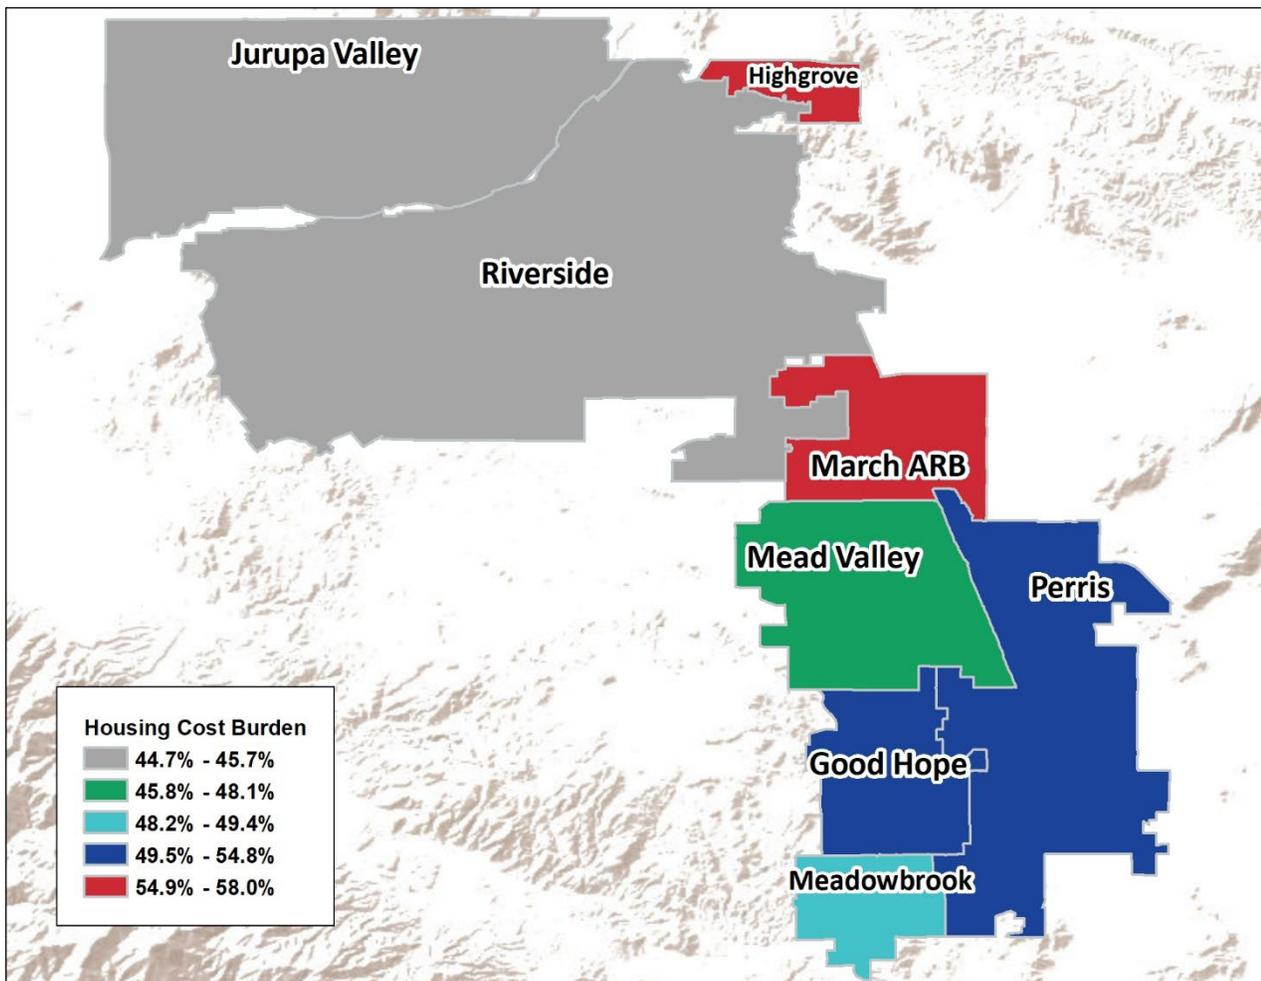 Jurupa Valley
Highgrove
Riverside
March ARB
Mead Valley
Perris
Good Hope
Meadowbrook
Housing Cost Burden
44.7% - 45.7%
45.8% - 48.1%
48.2% - 49.4%
49.5% - 54.8%
54.9% - 58.0%